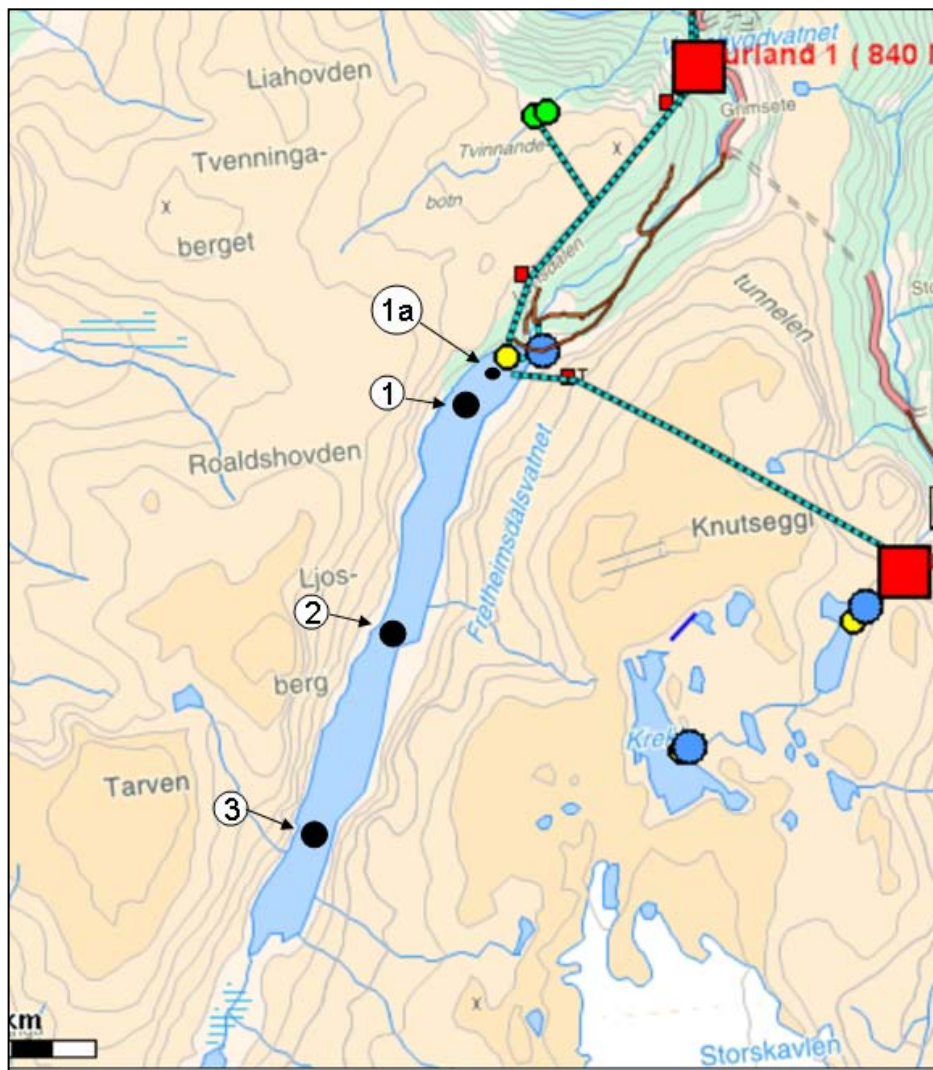 urland 1 ( 840
Liahovden
Grimsete
Tvenninga-
Tvinnande-
botn
berget
tunnelen
1a
1
T
Roaldshovden
Fretheimsdalsvatnet
Knutseggi
Ljos-
2
berg
Tarven
3
km
Storskavlen